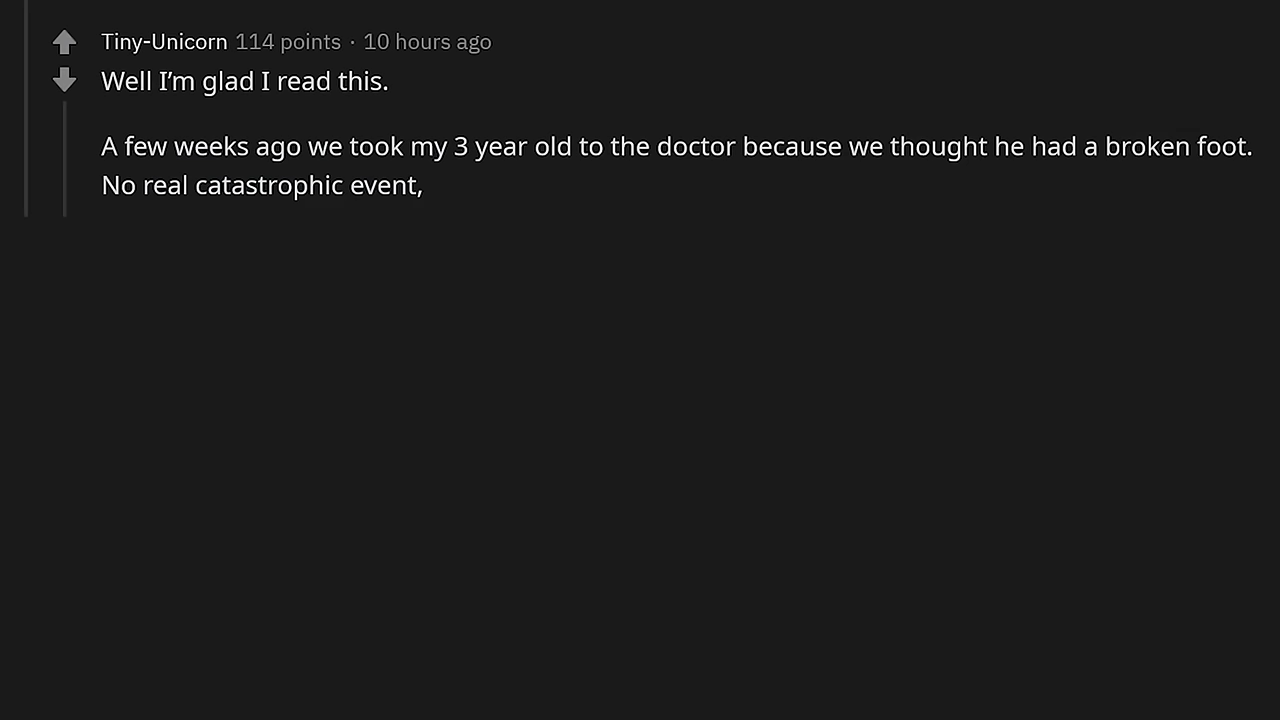 Tiny-Unicorn 114 points · 10 hours ago
Well I’m glad I read this.
A few weeks ago we took my 3 year old to the doctor because we thought he had a broken foot.
No real catastrophic event,